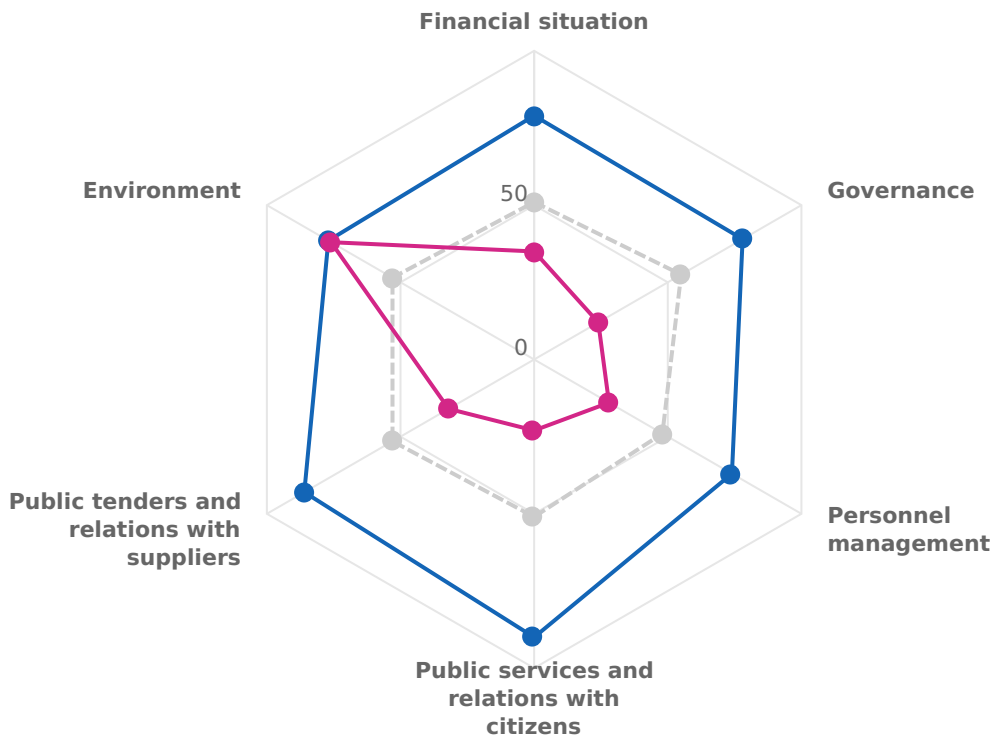 Financial situation
Environment
50
Governance
0
Public tenders and
relations with
suppliers
Personnel
management
Public services and
relations with
citizens